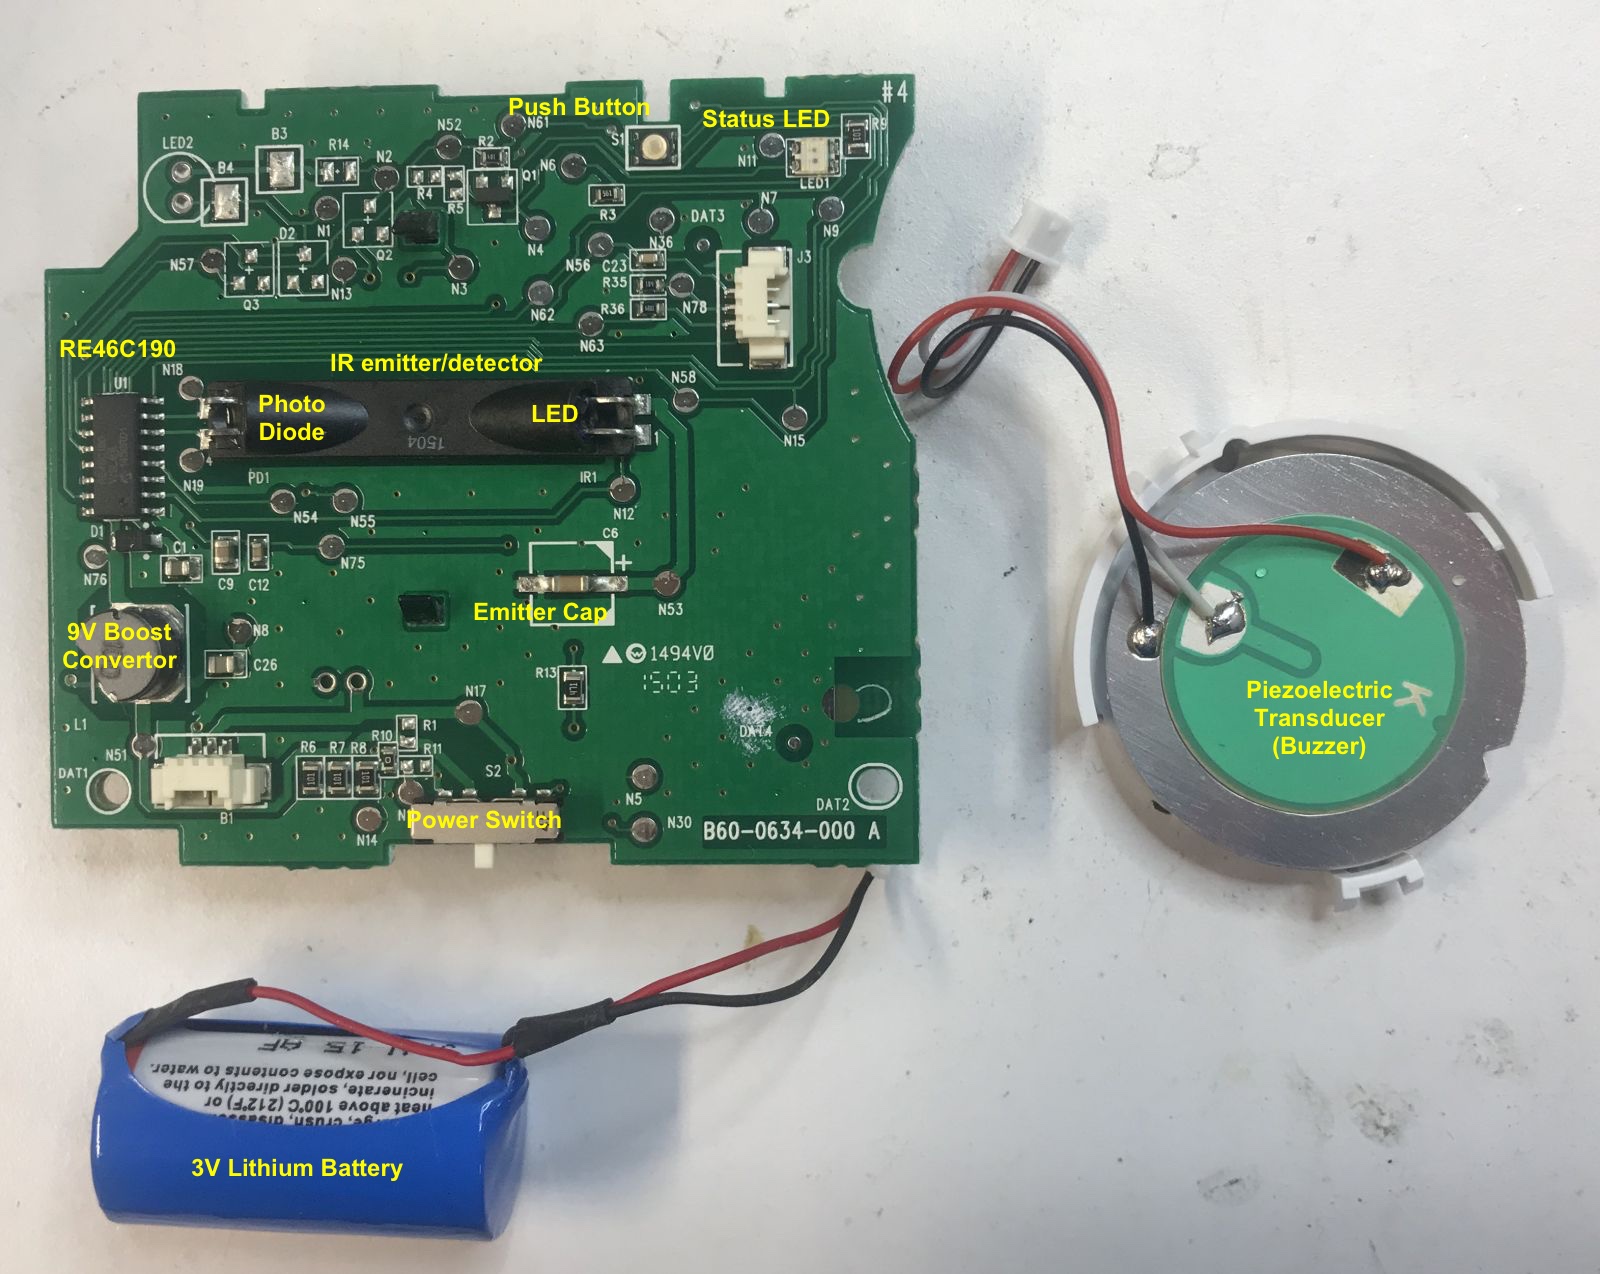 #4
Push Button
Status LED
LED2
B3
R14
N2
N52
R2
N61
N6
S1
N11
R9
LED1
B4
R4
R5
Q1
R3
N7
DAT3
N9
N1
D2
Q2
N4
N36
N57
N56
C23
J3
Q3
N13
N3
R35
N62
R36
N78
N63
RE46C190
IR emitter/detector
N18
U1
N58
Photo
Diode
LED
1504
1
N15
4
N19
PD1
IR1
N54
N55
N12
D1
C6
+
N76
C1
C9
C12
N75
Emitter Cap
N53
9V Boost
Convertor
N8
C26
1494V0
1503
R13
L1
N17
DAT4
Piezoelectric
Transducer
(Buzzer)
K
N51
R1
R10
R11
R6
R7
R8
DAT1
S2
N5
DAT2
B1
N14
Power Switch
N30
B60-0634-000 A
15 AF
cell, nor expose contents to water.
incinerate, solder directly to the
heat above 100°C (212°F) or
crush,
3V Lithium Battery